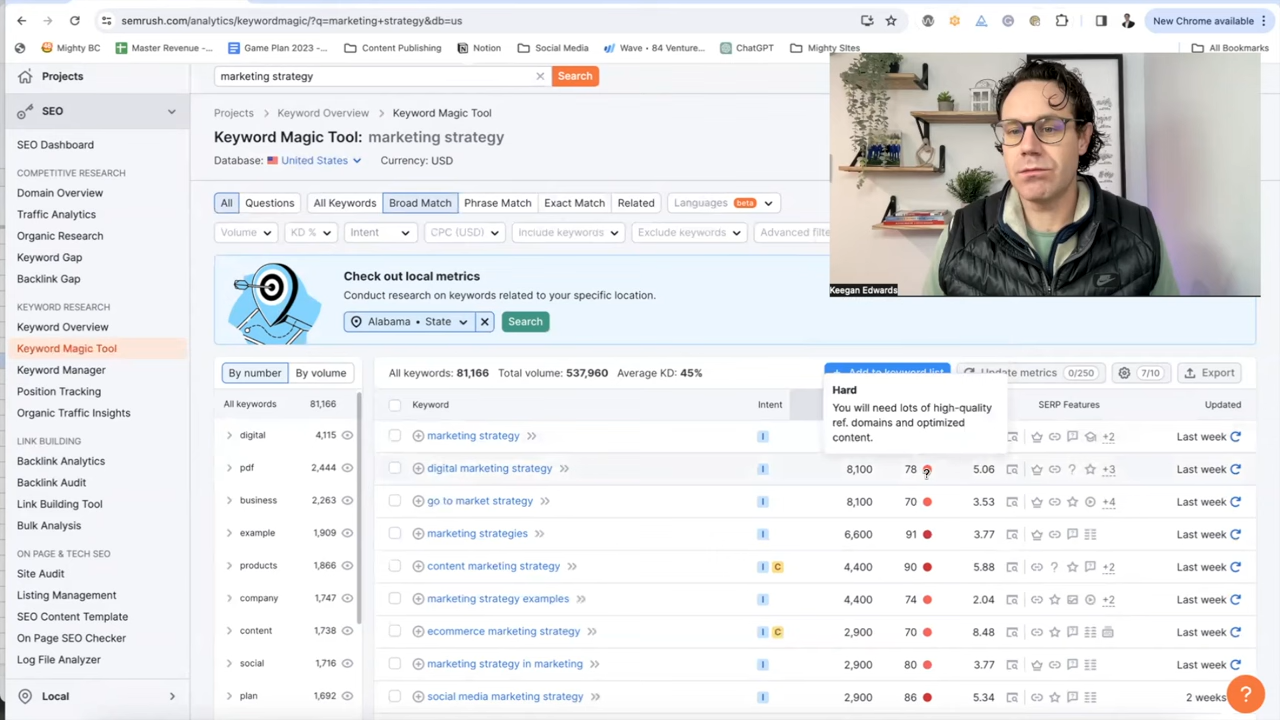 semrush.com/analytics/keywordmagic/?q=marketing+strategy&db=us
New Chrome available
Mighty BC
Master Revenue -...
Game Plan 2023 -...
Content Publishing
Notion
Social Media
Wave • 84 Venture...
ChatGPT
Mighty SItes
All Bookmarks
Projects
SEO
SEO Dashboard
COMPETITIVE RESEARCH
Domain Overview
Traffic Analytics
Organic Research
Keyword Gap
Backlink Gap
KEYWORD RESEARCH
Keyword Overview
Keyword Magic Tool
Keyword Manager
Position Tracking
Organic Traffic Insights
LINK BUILDING
Backlink Analytics
Backlink Audit
Link Building Tool
Bulk Analysis
ON PAGE & TECH SEO
Site Audit
Listing Management
SEO Content Template
On Page SEO Checker
Log File Analyzer
Local
marketing strategy
Search
Projects > Keyword Overview > Keyword Magic Tool
Keyword Magic Tool: marketing strategy
Database: United States Currency: USD
All Questions All Keywords Broad Match Phrase Match Exact Match Related Languages beta
Volume KD % Intent CPC (USD) Include keywords Exclude keywords Advanced filte
Check out local metrics
Conduct research on keywords related to your specific location.
Alabama • State
Search
Keegan Edwards
By number By volume
All keywords 81,166
digital 4,115
pdf 2,444
business 2,263
example 1,909
products 1,866
company 1,747
content 1,738
social 1,716
plan 1,692
All keywords: 81,166 Total volume: 537,960 Average KD: 45%
Add to keyword list
Update metrics 0/250
7/10
Export
Hard
You will need lots of high-quality
ref. domains and optimized
content.
Keyword Intent SERP Features Updated
marketing strategy I +2 Last week
digital marketing strategy I 8,100 78 5.06 +3 Last week
go to market strategy I 8,100 70 3.53 +4 Last week
marketing strategies I 6,600 91 3.77 Last week
content marketing strategy I C 4,400 90 5.88 +2 Last week
marketing strategy examples I 4,400 74 2.04 +2 Last week
ecommerce marketing strategy I C 2,900 70 8.48 Last week
marketing strategy in marketing I 2,900 80 3.77 Last week
social media marketing strategy I 2,900 86 5.34 2 weeks
?